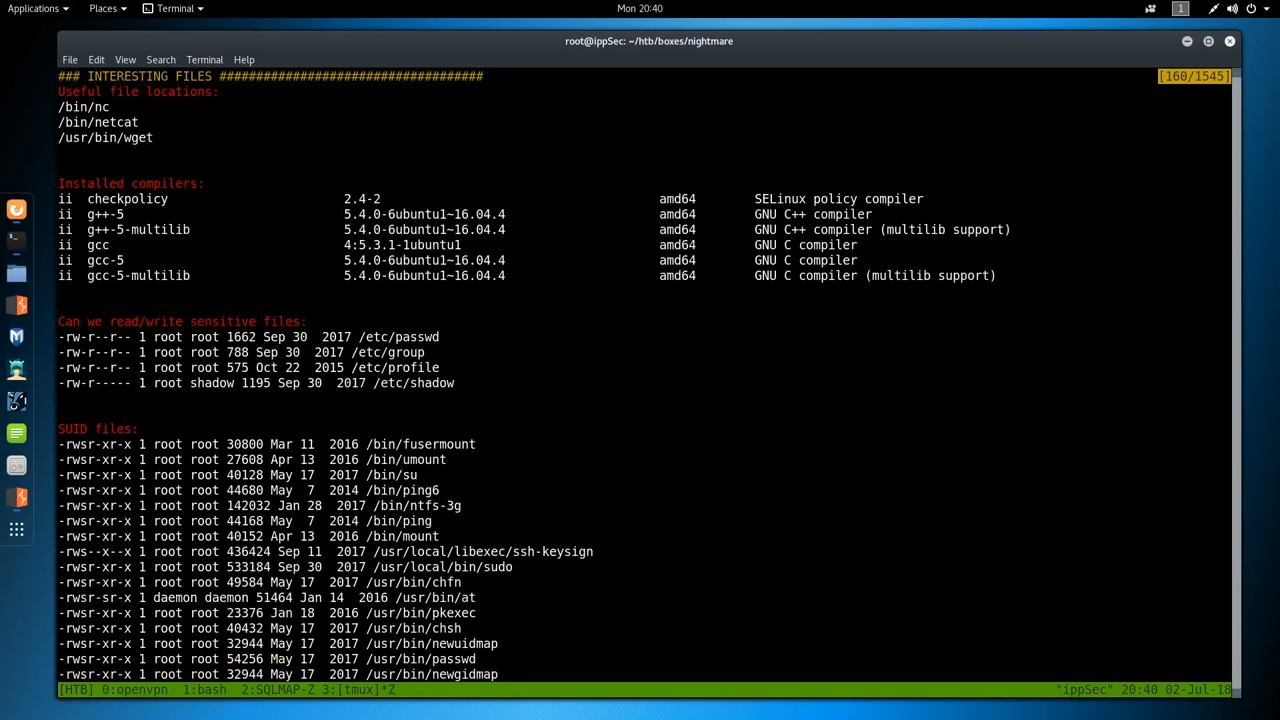 Applications Places Terminal Mon 20:40 1
root@ippSec: ~/htb/boxes/nightmare
File Edit View Search Terminal Help
### INTERESTING FILES #################################### [160/1545]
Useful file locations:
/bin/nc
/bin/netcat
/usr/bin/wget
Installed compilers:
ii checkpolicy 2.4-2 amd64 SELinux policy compiler
ii g++-5 5.4.0-6ubuntu1~16.04.4 amd64 GNU C++ compiler
ii g++-5-multilib 5.4.0-6ubuntu1~16.04.4 amd64 GNU C++ compiler (multilib support)
ii gcc 4:5.3.1-1ubuntu1 amd64 GNU C compiler
ii gcc-5 5.4.0-6ubuntu1~16.04.4 amd64 GNU C compiler
ii gcc-5-multilib 5.4.0-6ubuntu1~16.04.4 amd64 GNU C compiler (multilib support)
Can we read/write sensitive files:
-rw-r--r-- 1 root root 1662 Sep 30 2017 /etc/passwd
-rw-r--r-- 1 root root 788 Sep 30 2017 /etc/group
-rw-r--r-- 1 root root 575 Oct 22 2015 /etc/profile
-rw-r----- 1 root shadow 1195 Sep 30 2017 /etc/shadow
SUID files:
-rwsr-xr-x 1 root root 30800 Mar 11 2016 /bin/fusermount
-rwsr-xr-x 1 root root 27608 Apr 13 2016 /bin/umount
-rwsr-xr-x 1 root root 40128 May 17 2017 /bin/su
-rwsr-xr-x 1 root root 44680 May 7 2014 /bin/ping6
-rwsr-xr-x 1 root root 142032 Jan 28 2017 /bin/ntfs-3g
-rwsr-xr-x 1 root root 44168 May 7 2014 /bin/ping
-rwsr-xr-x 1 root root 40152 Apr 13 2016 /bin/mount
-rws--x--x 1 root root 436424 Sep 11 2017 /usr/local/libexec/ssh-keysign
-rwsr-xr-x 1 root root 533184 Sep 30 2017 /usr/local/bin/sudo
-rwsr-xr-x 1 root root 49584 May 17 2017 /usr/bin/chfn
-rwsr-sr-x 1 daemon daemon 51464 Jan 14 2016 /usr/bin/at
-rwsr-xr-x 1 root root 23376 Jan 18 2016 /usr/bin/pkexec
-rwsr-xr-x 1 root root 40432 May 17 2017 /usr/bin/chsh
-rwsr-xr-x 1 root root 32944 May 17 2017 /usr/bin/newuidmap
-rwsr-xr-x 1 root root 54256 May 17 2017 /usr/bin/passwd
-rwsr-xr-x 1 root root 32944 May 17 2017 /usr/bin/newgidmap
[HTB] 0:openvpn 1:bash 2:SQLMAP-Z 3:[tmux]*Z "ippSec" 20:40 02-Jul-18